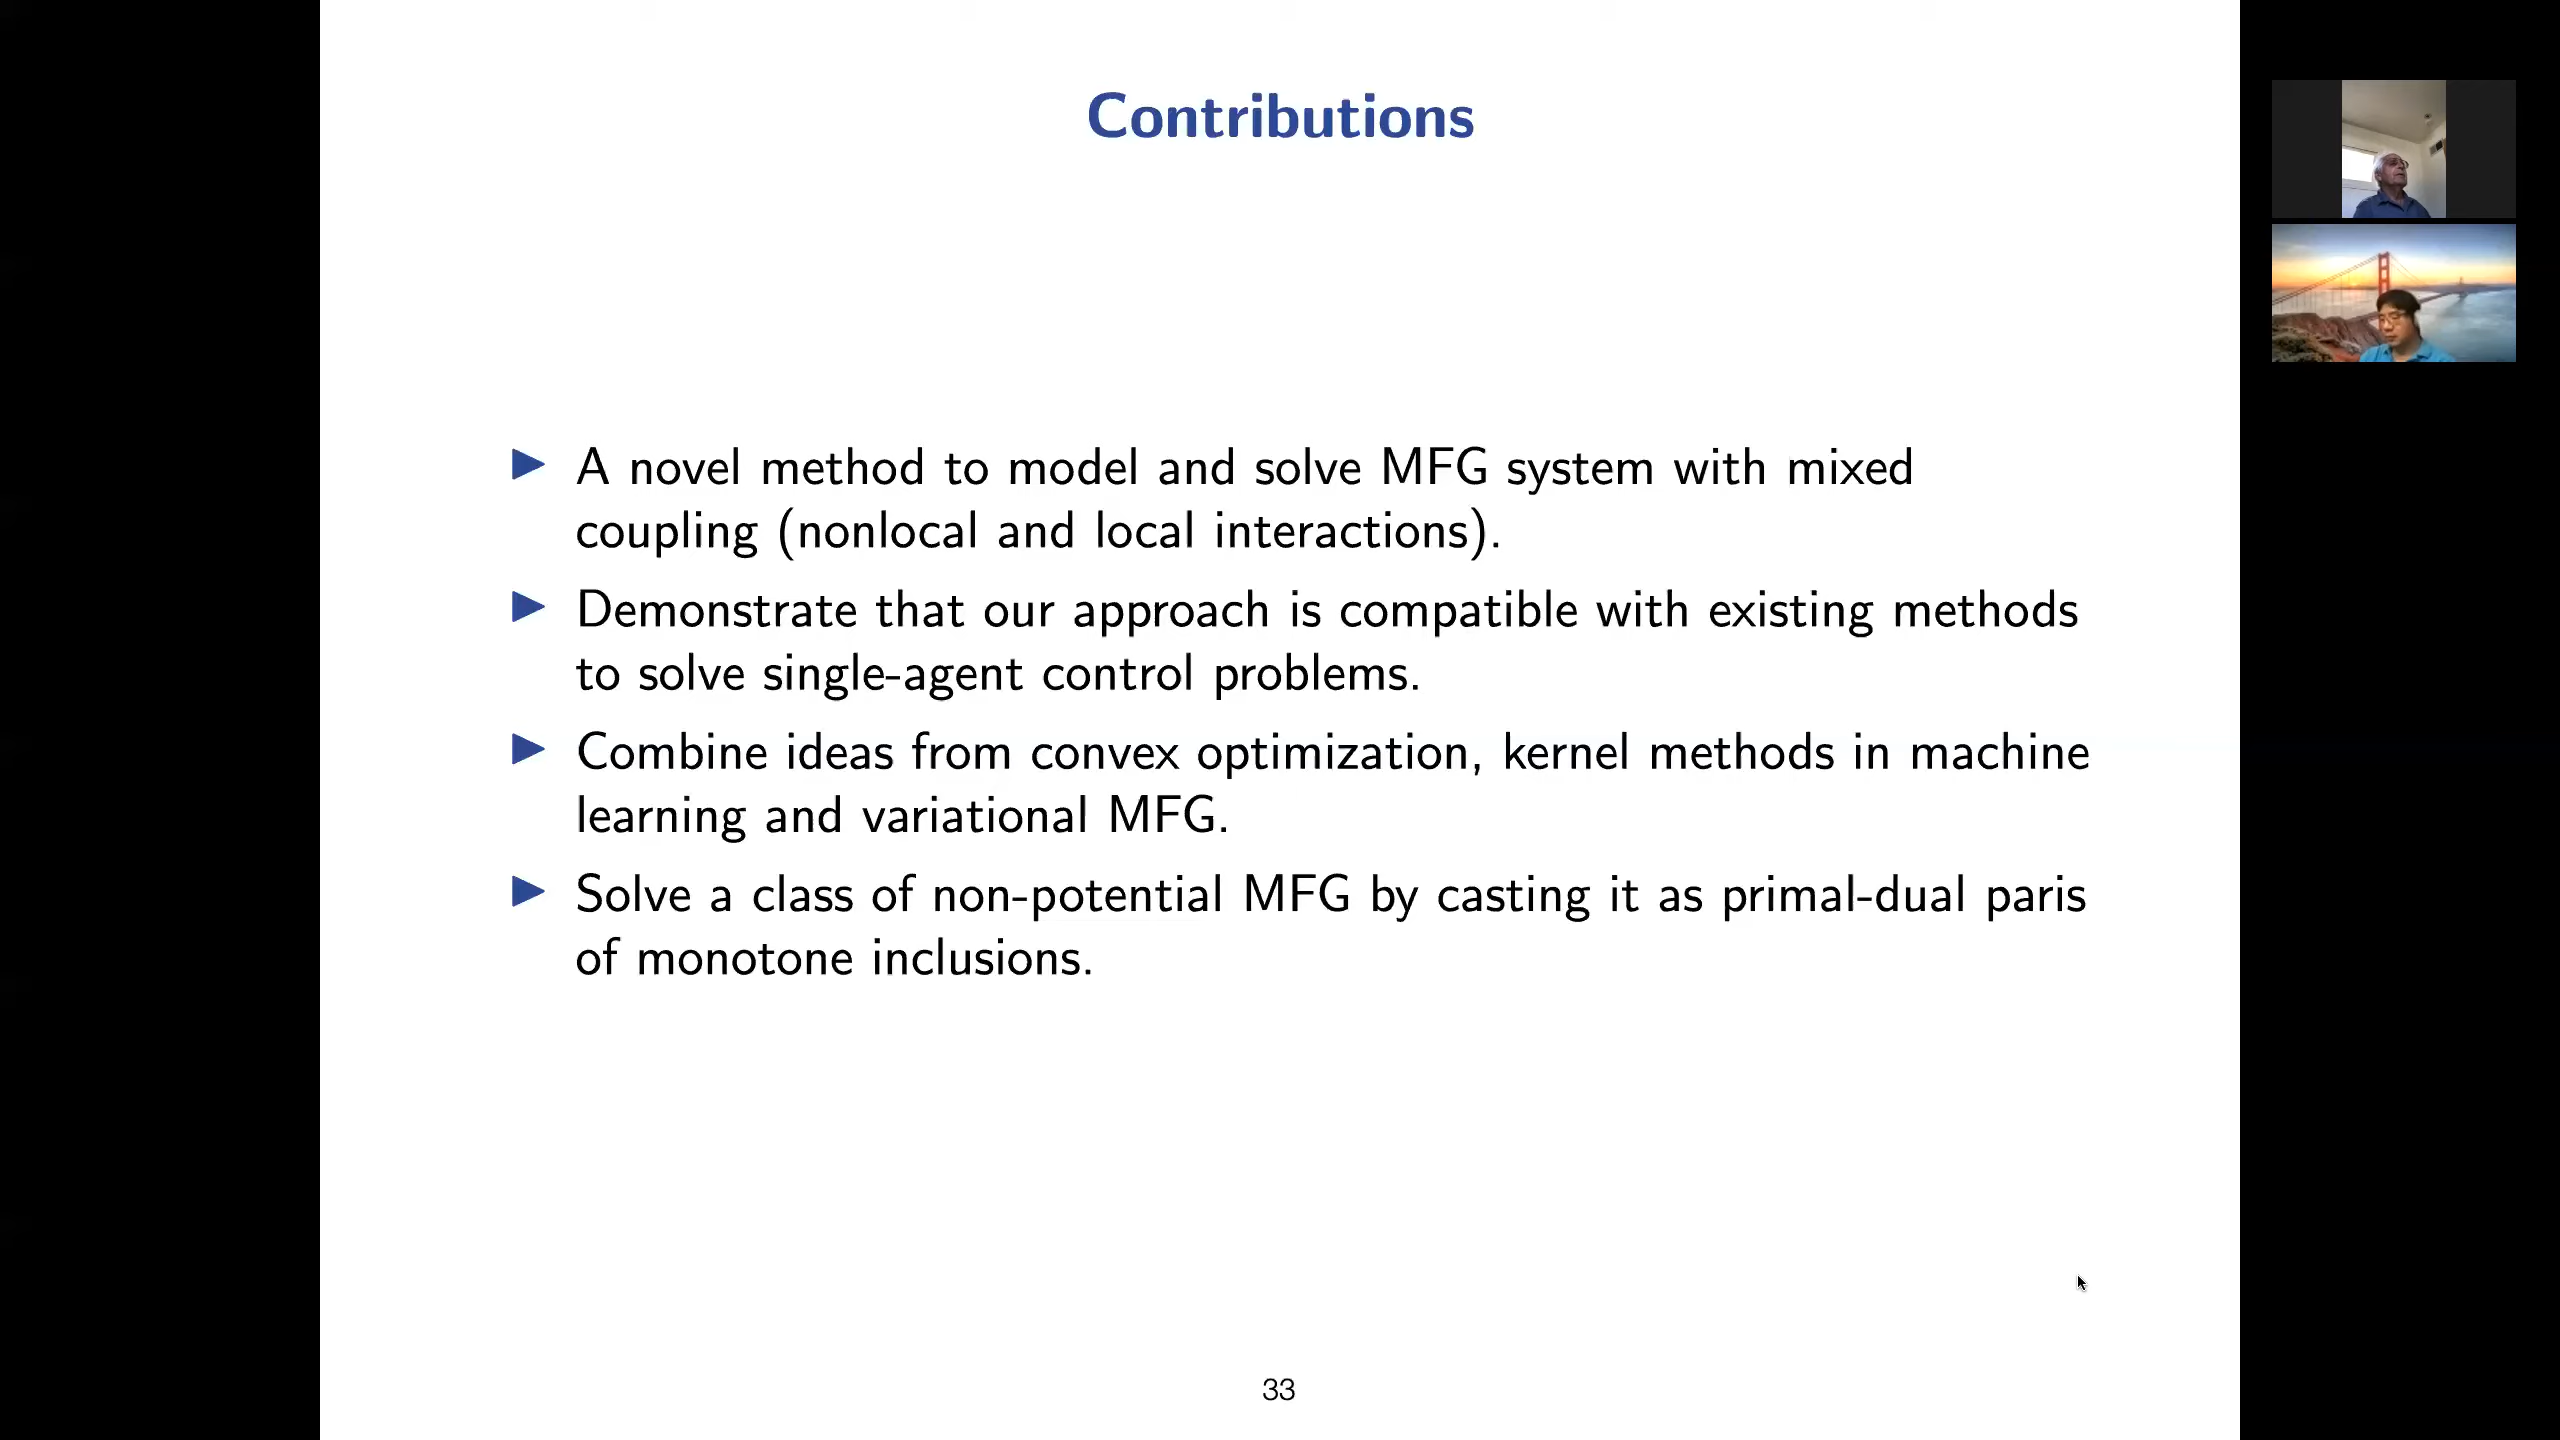 Contributions
A novel method to model and solve MFG system with mixed
coupling (nonlocal and local interactions).
Demonstrate that our approach is compatible with existing methods
to solve single-agent control problems.
Combine ideas from convex optimization, kernel methods in machine
learning and variational MFG.
Solve a class of non-potential MFG by casting it as primal-dual paris
of monotone inclusions.
33